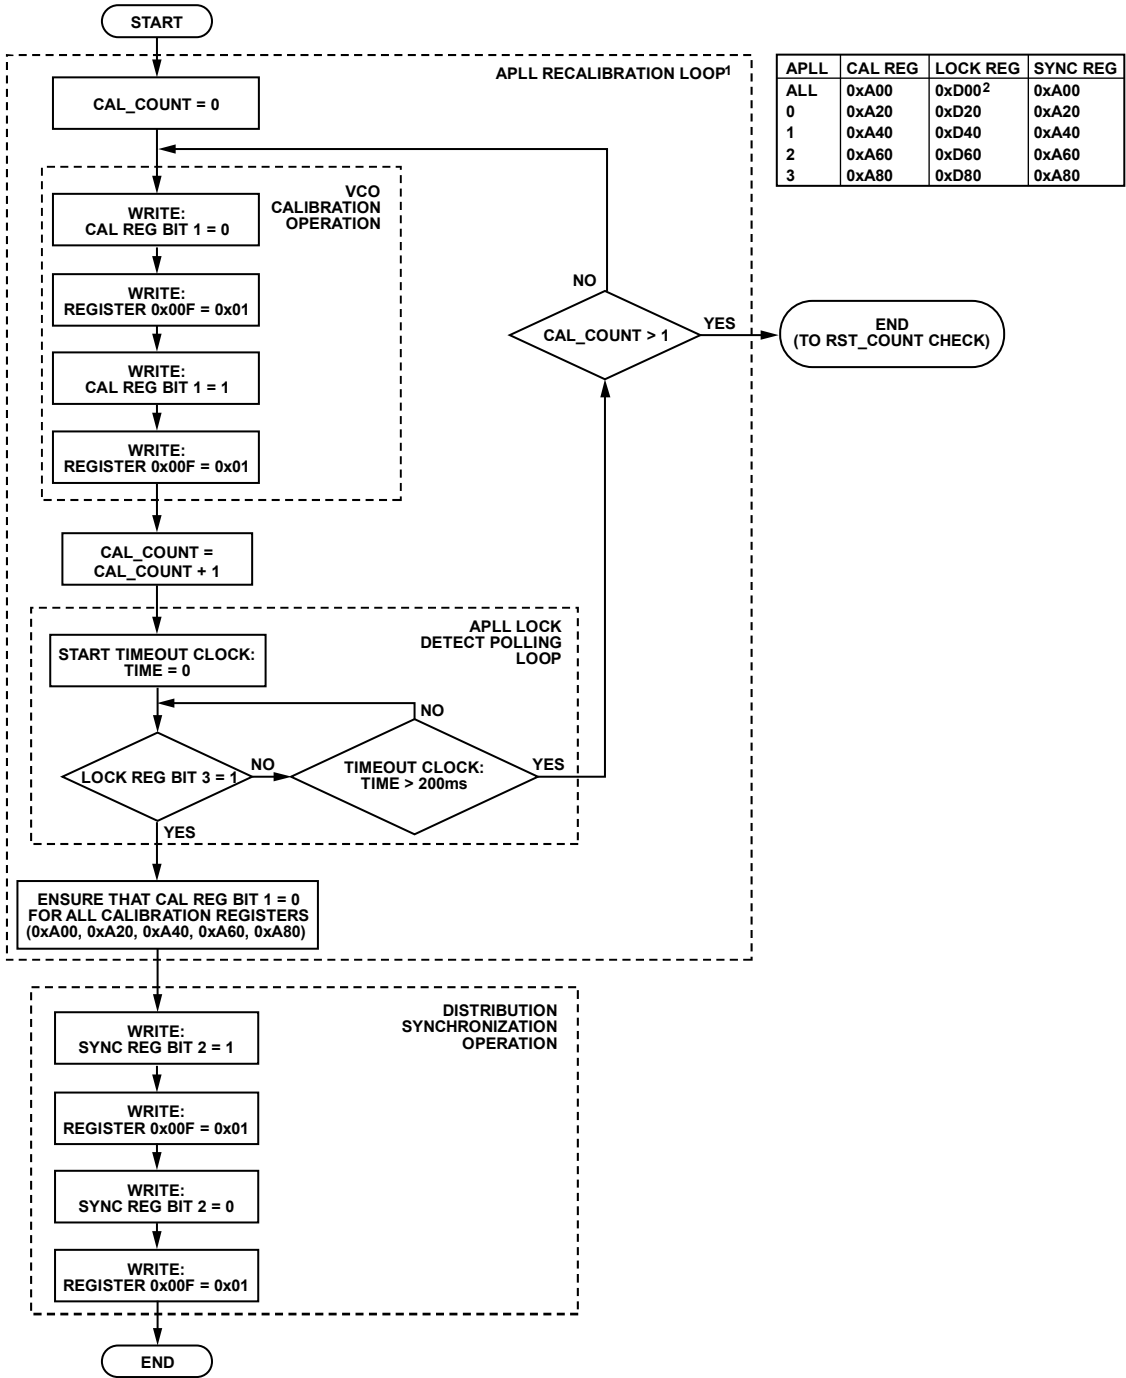 START
APLL RECALIBRATION LOOP1
CAL_COUNT = 0
VCO
CALIBRATION
OPERATION
WRITE:
CAL REG BIT 1 = 0
WRITE:
REGISTER 0x00F = 0x01
WRITE:
CAL REG BIT 1 = 1
WRITE:
REGISTER 0x00F = 0x01
CAL_COUNT =
CAL_COUNT + 1
APLL LOCK
DETECT POLLING
LOOP
START TIMEOUT CLOCK:
TIME = 0
LOCK REG BIT 3 = 1
NO
TIMEOUT CLOCK:
TIME > 200ms
NO
YES
YES
CAL_COUNT > 1
NO
YES
END
(TO RST_COUNT CHECK)
ENSURE THAT CAL REG BIT 1 = 0
FOR ALL CALIBRATION REGISTERS
(0xA00, 0xA20, 0xA40, 0xA60, 0xA80)
DISTRIBUTION
SYNCHRONIZATION
OPERATION
WRITE:
SYNC REG BIT 2 = 1
WRITE:
REGISTER 0x00F = 0x01
WRITE:
SYNC REG BIT 2 = 0
WRITE:
REGISTER 0x00F = 0x01
END
APLL CAL REG LOCK REG SYNC REG
ALL 0xA00 0xD002 0xA00
0 0xA20 0xD20 0xA20
1 0xA40 0xD40 0xA40
2 0xA60 0xD60 0xA60
3 0xA80 0xD80 0xA80